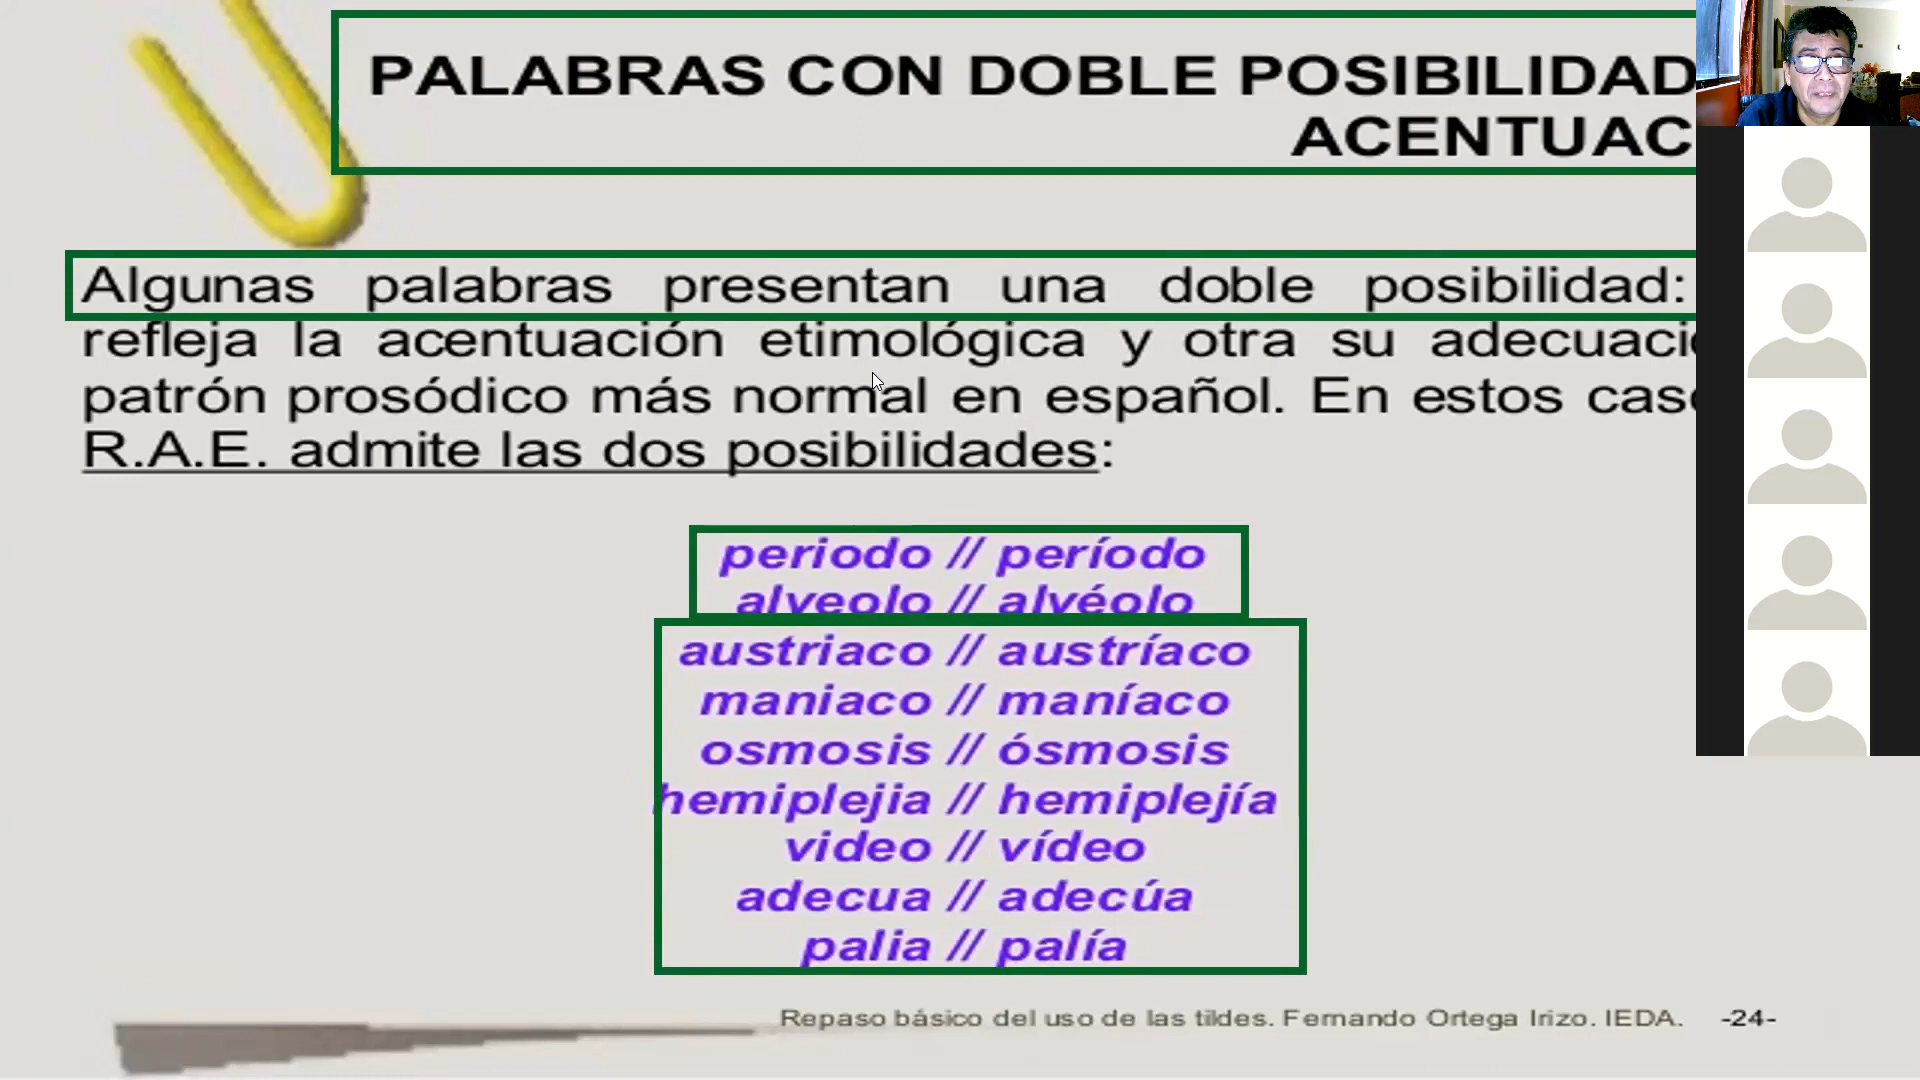 PALABRAS CON DOBLE POSIBILIDAD
ACENTUAC
Algunas palabras presentan una doble posibilidad:
refleja la acentuación etimológica y otra su adecuaci
patrón prosódico más normal en español. En estos cas
R.A.E. admite las dos posibilidades:
periodo // período
alveolo // alvéolo
austriaco // austríaco
maniaco // maníaco
osmosis // ósmosis
hemiplejia // hemiplejía
video // vídeo
adecua // adecúa
palia // palía
Repaso básico del uso de las tildes. Fernando Ortega Irizo. IEDA. -24-